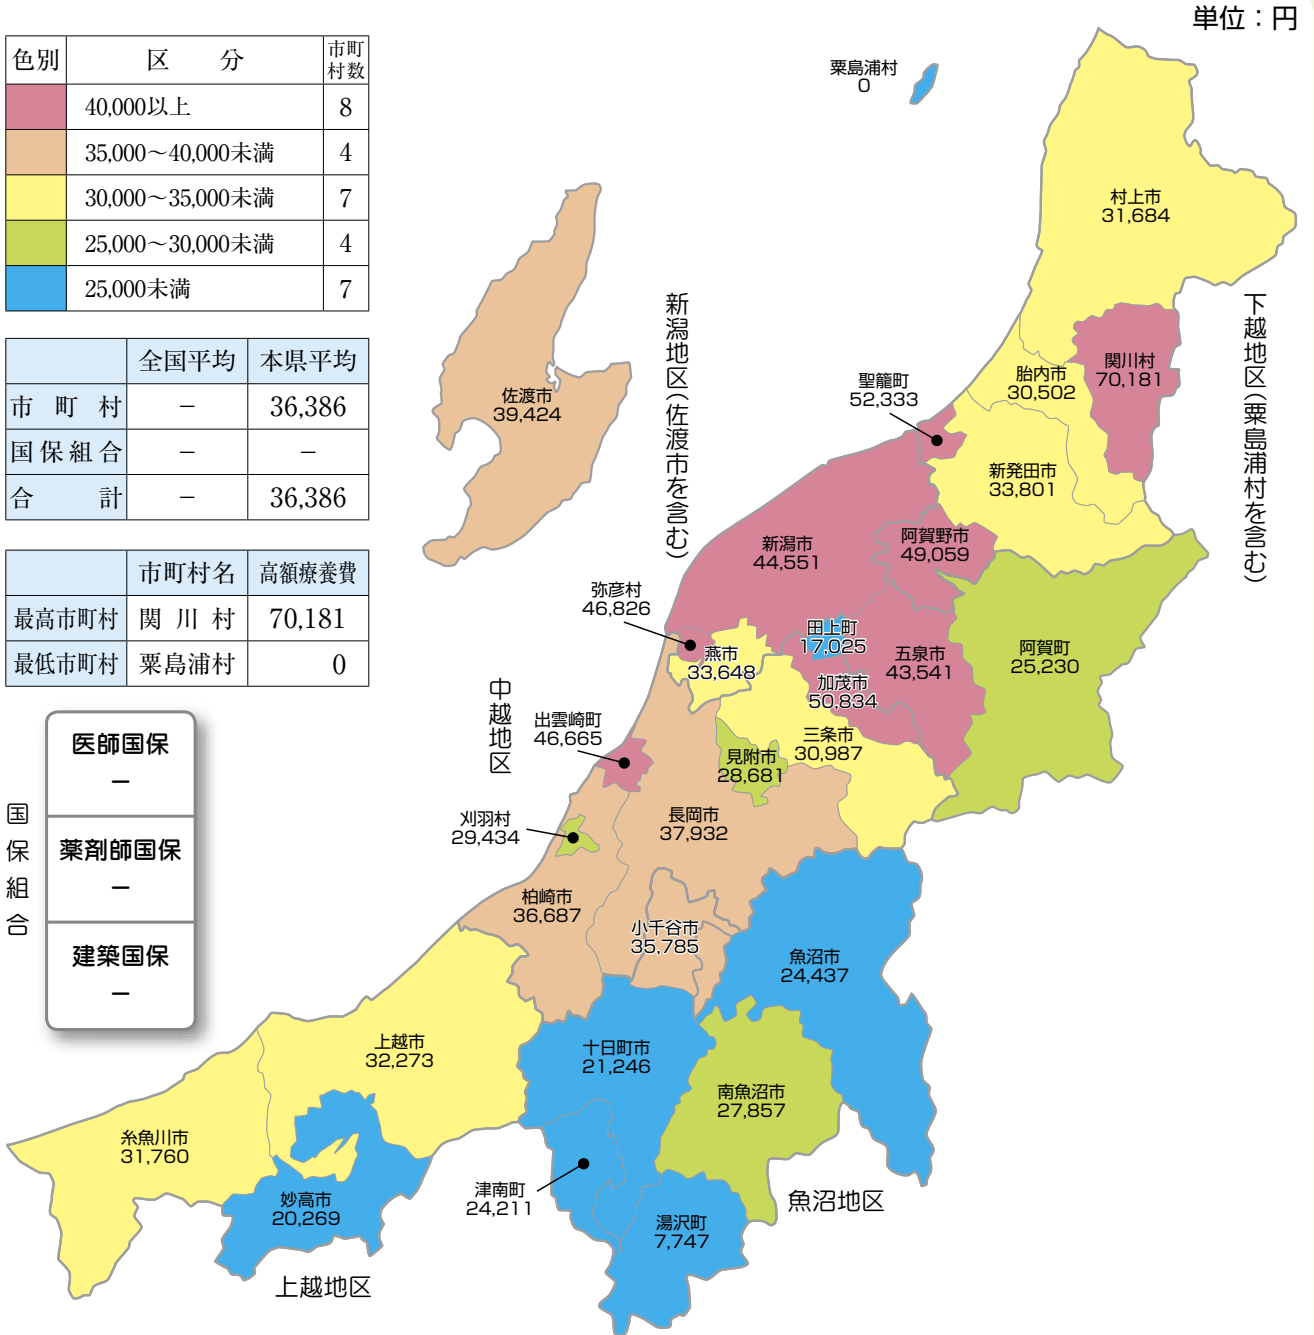 単位：円
色別 区　分 市町村数
40,000以上 8
35,000～40,000未満 4
30,000～35,000未満 7
25,000～30,000未満 4
25,000未満 7
全国平均 本県平均
市町村 － 36,386
国保組合 － －
合計 － 36,386
市町村名 高額療養費
最高市町村 関川村 70,181
最低市町村 粟島浦村 0
国保組合
医師国保
－
薬剤師国保
－
建築国保
－
粟島浦村
0
村上市
31,684
下越地区（粟島浦村を含む）
関川村
70,181
胎内市
30,502
聖籠町
52,333
新発田市
33,801
新潟地区（佐渡市を含む）
佐渡市
39,424
新潟市
44,551
阿賀野市
49,059
弥彦村
46,826
燕市
33,648
田上町
17,025
五泉市
43,541
阿賀町
25,230
加茂市
50,834
中越地区
出雲崎町
46,665
三条市
30,987
見附市
28,681
刈羽村
29,434
長岡市
37,932
柏崎市
36,687
小千谷市
35,785
魚沼市
24,437
上越市
32,273
十日町市
21,246
南魚沼市
27,857
糸魚川市
31,760
妙高市
20,269
津南町
24,211
湯沢町
7,747
魚沼地区
上越地区